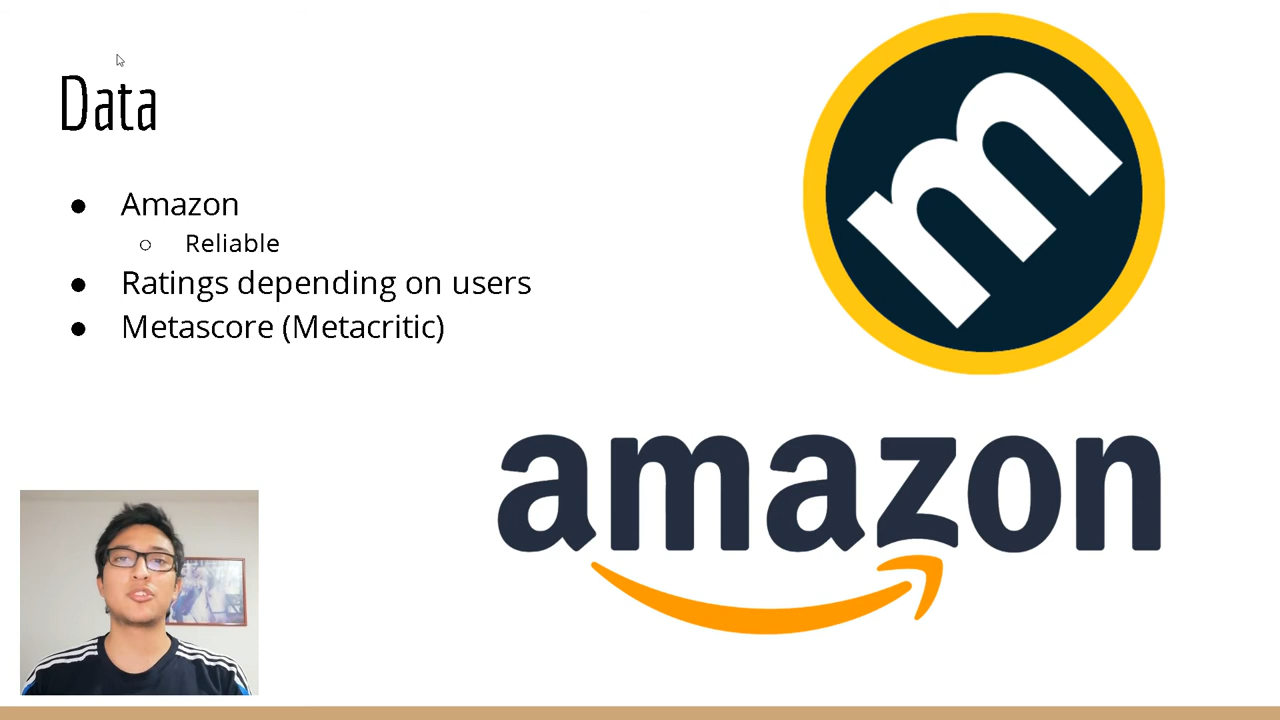 Data
● Amazon
○ Reliable
● Ratings depending on users
● Metascore (Metacritic)
m
amazon